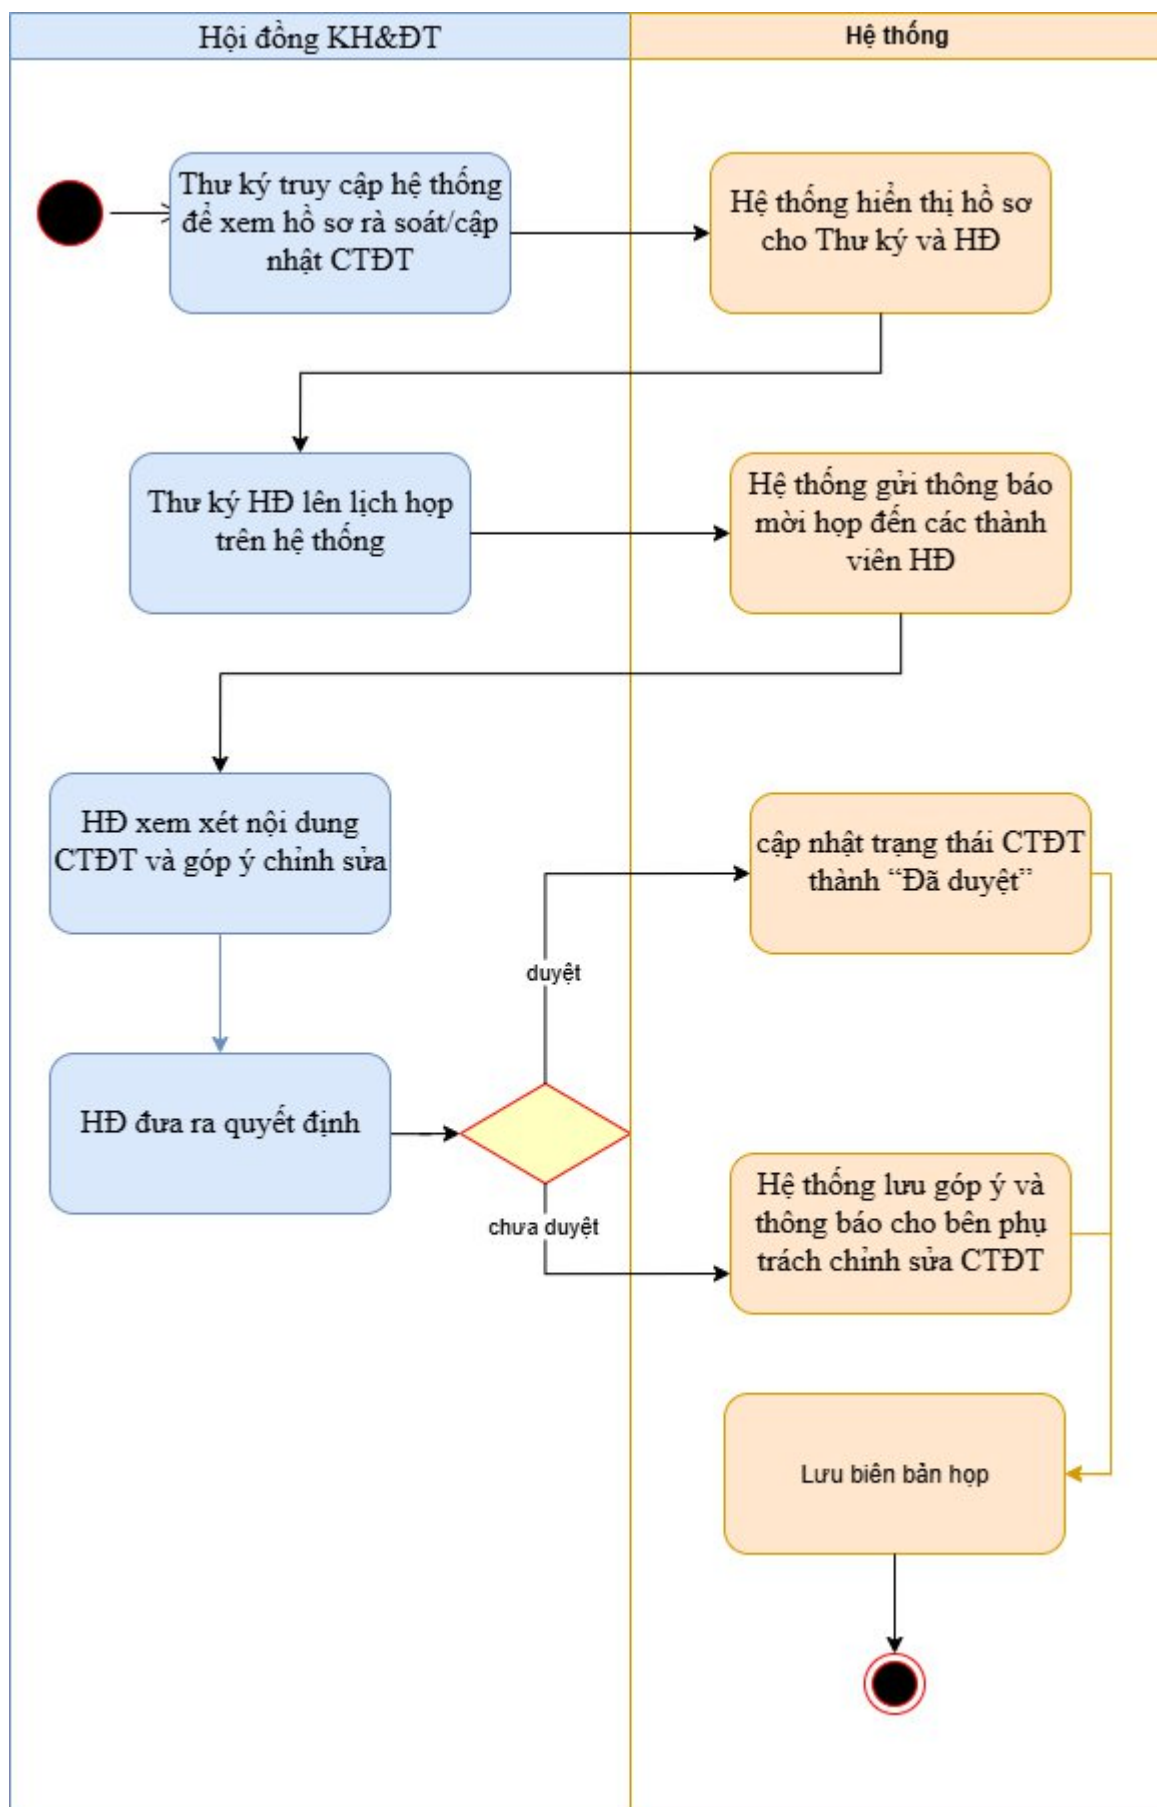 Hội đồng KH&ĐT
Hệ thống
Thư ký truy cập hệ thống
để xem hồ sơ rà soát/cập
nhật CTĐT
Hệ thống hiển thị hồ sơ
cho Thư ký và HĐ
Thư ký HĐ lên lịch họp
trên hệ thống
Hệ thống gửi thông báo
mời họp đến các thành
viên HĐ
HĐ xem xét nội dung
CTĐT và góp ý chỉnh sửa
cập nhật trạng thái CTĐT
thành “Đã duyệt”
duyệt
HĐ đưa ra quyết định
chưa duyệt
Hệ thống lưu góp ý và
thông báo cho bên phụ
trách chỉnh sửa CTĐT
Lưu biên bản họp